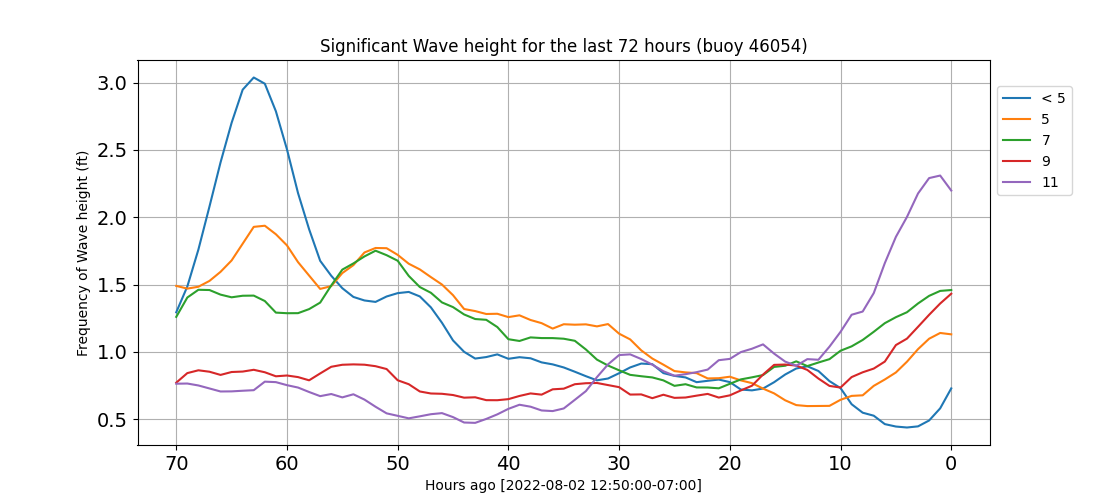 Significant Wave height for the last 72 hours (buoy 46054)
Frequency of Wave height (ft)
3.0
2.5
2.0
1.5
1.0
0.5
70 60 50 40 30 20 10 0
Hours ago [2022-08-02 12:50:00-07:00]
< 5
5
7
9
11